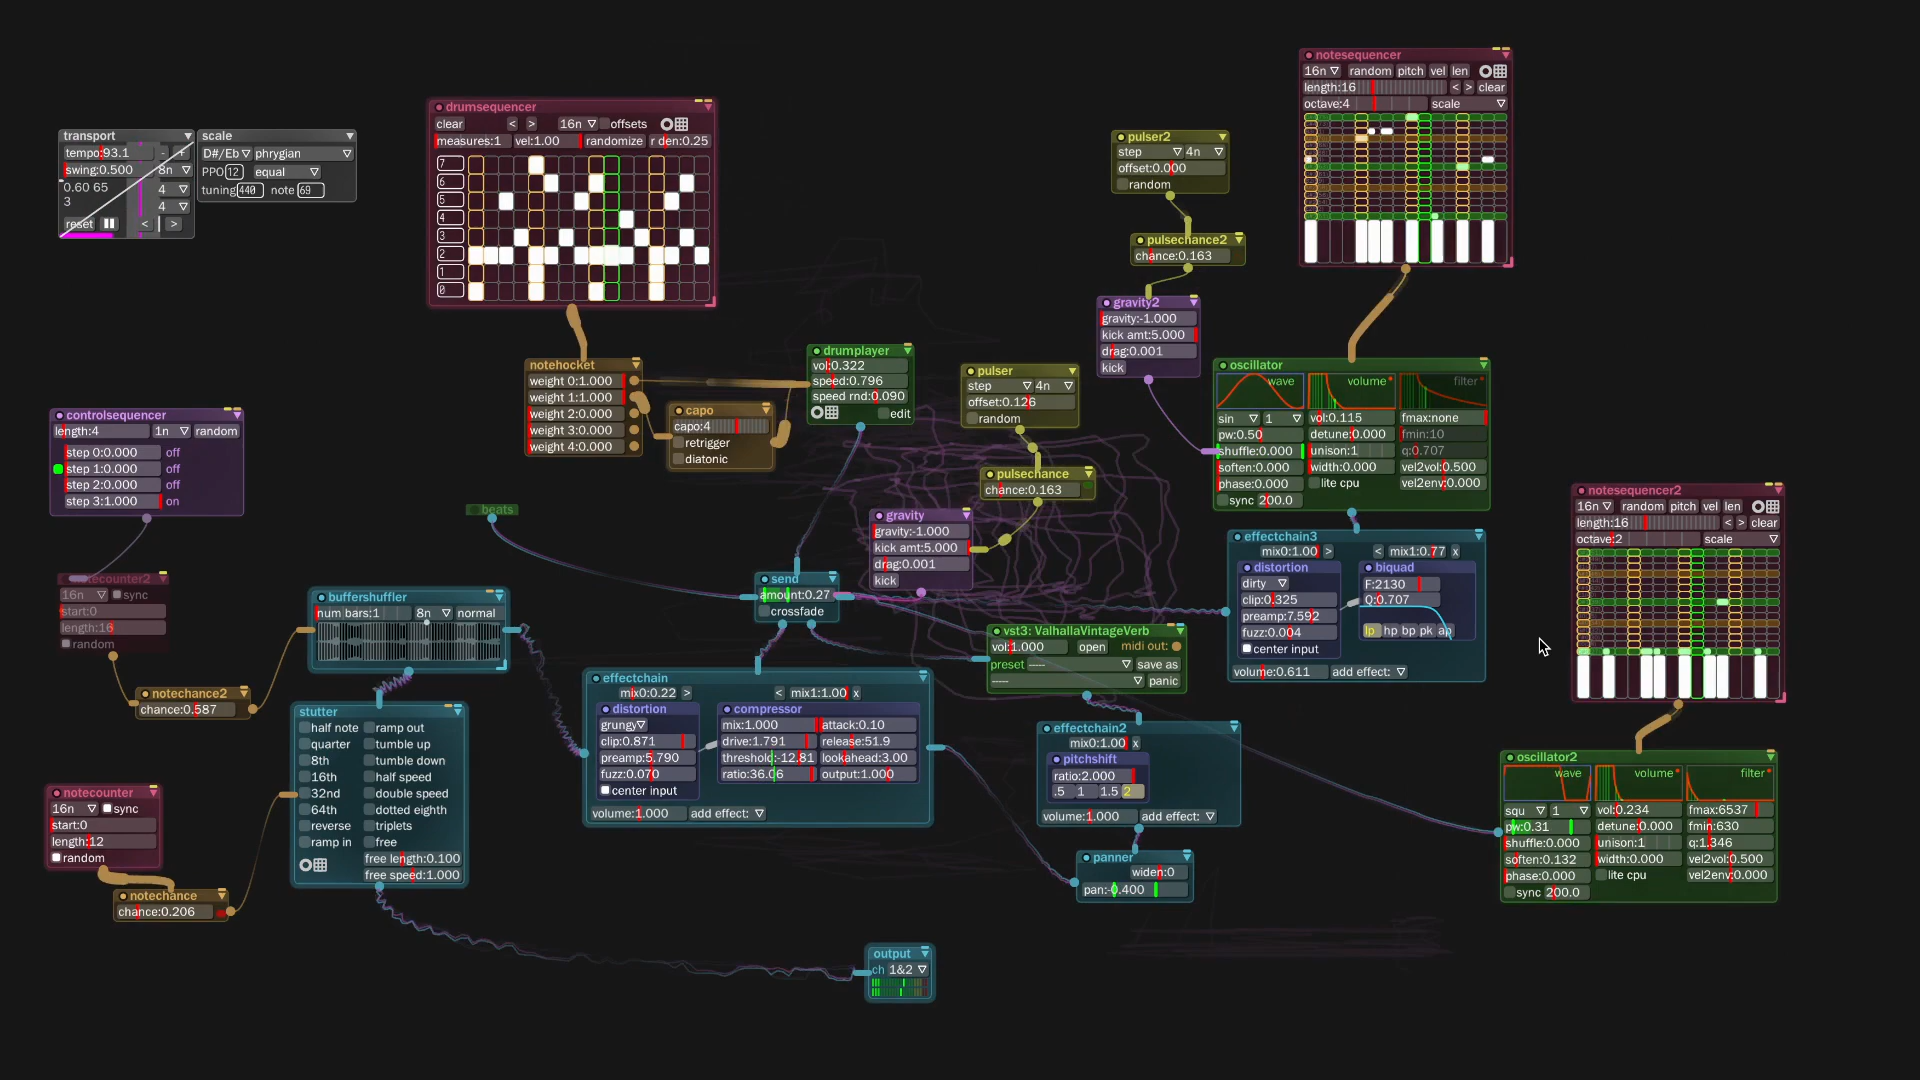 transport
tempo:93.1 - +
swing:0.500 8n
0.60 65 4
3 4
reset < >
scale
D#/Eb phrygian
PPO 12 equal
tuning 440 note 69
drumsequencer
clear < > 16n offsets
measures:1 vel:1.00 randomize r den:0.25
7
6
5
4
3
2
1
0
notehocket
weight 0:1.000
weight 1:1.000
weight 2:0.000
weight 3:0.000
weight 4:0.000
capo
capo:4
retrigger
diatonic
drumplayer
vol:0.322
speed:0.796
speed rnd:0.090
edit
pulser2
step 4n
offset:0.000
random
pulsechance2
chance:0.163
gravity2
gravity:-1.000
kick amt:5.000
drag:0.001
kick
pulser
step 4n
offset:0.126
random
pulsechance
chance:0.163
gravity
gravity:-1.000
kick amt:5.000
drag:0.001
kick
notesequencer
16n random pitch vel len
length:16 < > clear
octave:4 scale
oscillator
wave volume filter
sin 1 vol:0.115 fmax:none
pw:0.50 detune:0.000 fmin:10
shuffle:0.000 unison:1 q:0.707
soften:0.000 width:0.000 vel2vol:0.500
phase:0.000 lite cpu vel2env:0.000
sync 200.0
effectchain3
mix0:1.00 > < mix1:0.77 x
distortion
dirty
clip:0.325
preamp:7.592
fuzz:0.004
center input
biquad
F:2130
Q:0.707
lp hp bp pk ap
volume:0.611 add effect:
notesequencer2
16n random pitch vel len
length:16 < > clear
octave:2 scale
oscillator2
wave volume filter
squ 1 vol:0.234 fmax:6537
pw:0.31 detune:0.000 fmin:630
shuffle:0.000 unison:1 q:1.346
soften:0.132 width:0.000 vel2vol:0.500
phase:0.000 lite cpu vel2env:0.000
sync 200.0
controlsequencer
length:4 1n random
step 0:0.000 off
step 1:0.000 off
step 2:0.000 off
step 3:1.000 on
16n sync
start:0
length:16
random
notechance2
chance:0.587
buffershuffler
num bars:1 8n normal
stutter
half note ramp out
quarter tumble up
8th tumble down
16th half speed
32nd double speed
64th dotted eighth
reverse triplets
ramp in free
free length:0.100
free speed:1.000
notecounter
16n sync
start:0
length:12
random
notechance
chance:0.206
beats
send
amount:0.27
crossfade
effectchain
mix0:0.22 > < mix1:1.00 x
distortion
grungy
clip:0.871
preamp:5.790
fuzz:0.070
center input
compressor
mix:1.000 attack:0.10
drive:1.791 release:51.9
threshold:-12.81 lookahead:3.00
ratio:36.06 output:1.000
volume:1.000 add effect:
vst3: ValhallaVintageVerb
vol:1.000 open midi out:
preset ---- save as
---- panic
effectchain2
mix0:1.00 x
pitchshift
ratio:2.000
.5 1 1.5 2
volume:1.000 add effect:
panner
widen:0
pan:-0.400
output
ch 1&2